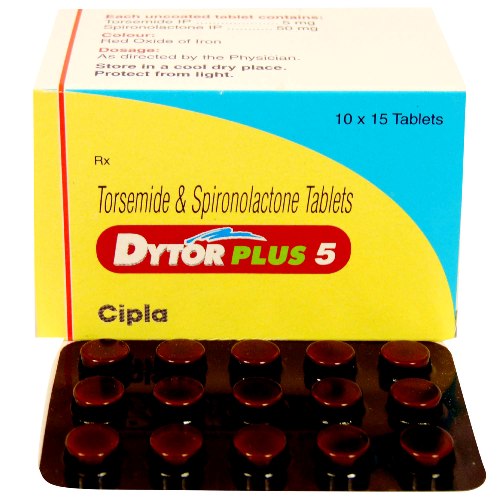 Each uncoated tablet contains:
Torsemide IP ............ 5 mg
Spironolactone IP ............ 50 mg
Colour:
Red Oxide of Iron
Dosage:
As directed by the Physician.
Store in a cool dry place.
Protect from light.
10 x 15 Tablets
Rx
Torsemide & Spironolactone Tablets
DYTOR PLUS 5
Cipla